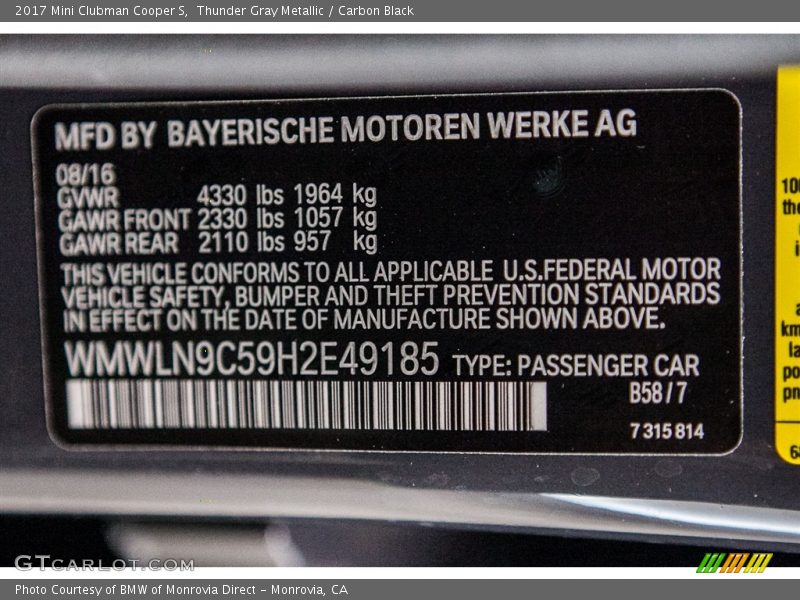 2017 Mini Clubman Cooper S,  Thunder Gray Metallic / Carbon Black
MFD BY BAYERISCHE MOTOREN WERKE AG
08/16
GVWR 4330 lbs 1964 kg
GAWR FRONT 2330 lbs 1057 kg
GAWR REAR 2110 lbs 957 kg
THIS VEHICLE CONFORMS TO ALL APPLICABLE U.S.FEDERAL MOTOR
VEHICLE SAFETY, BUMPER AND THEFT PREVENTION STANDARDS
IN EFFECT ON THE DATE OF MANUFACTURE SHOWN ABOVE.
WMWLN9C59H2E49185 TYPE: PASSENGER CAR
B58/7
7 315 814
GTCARLOT.COM
Photo Courtesy of BMW of Monrovia Direct - Monrovia, CA